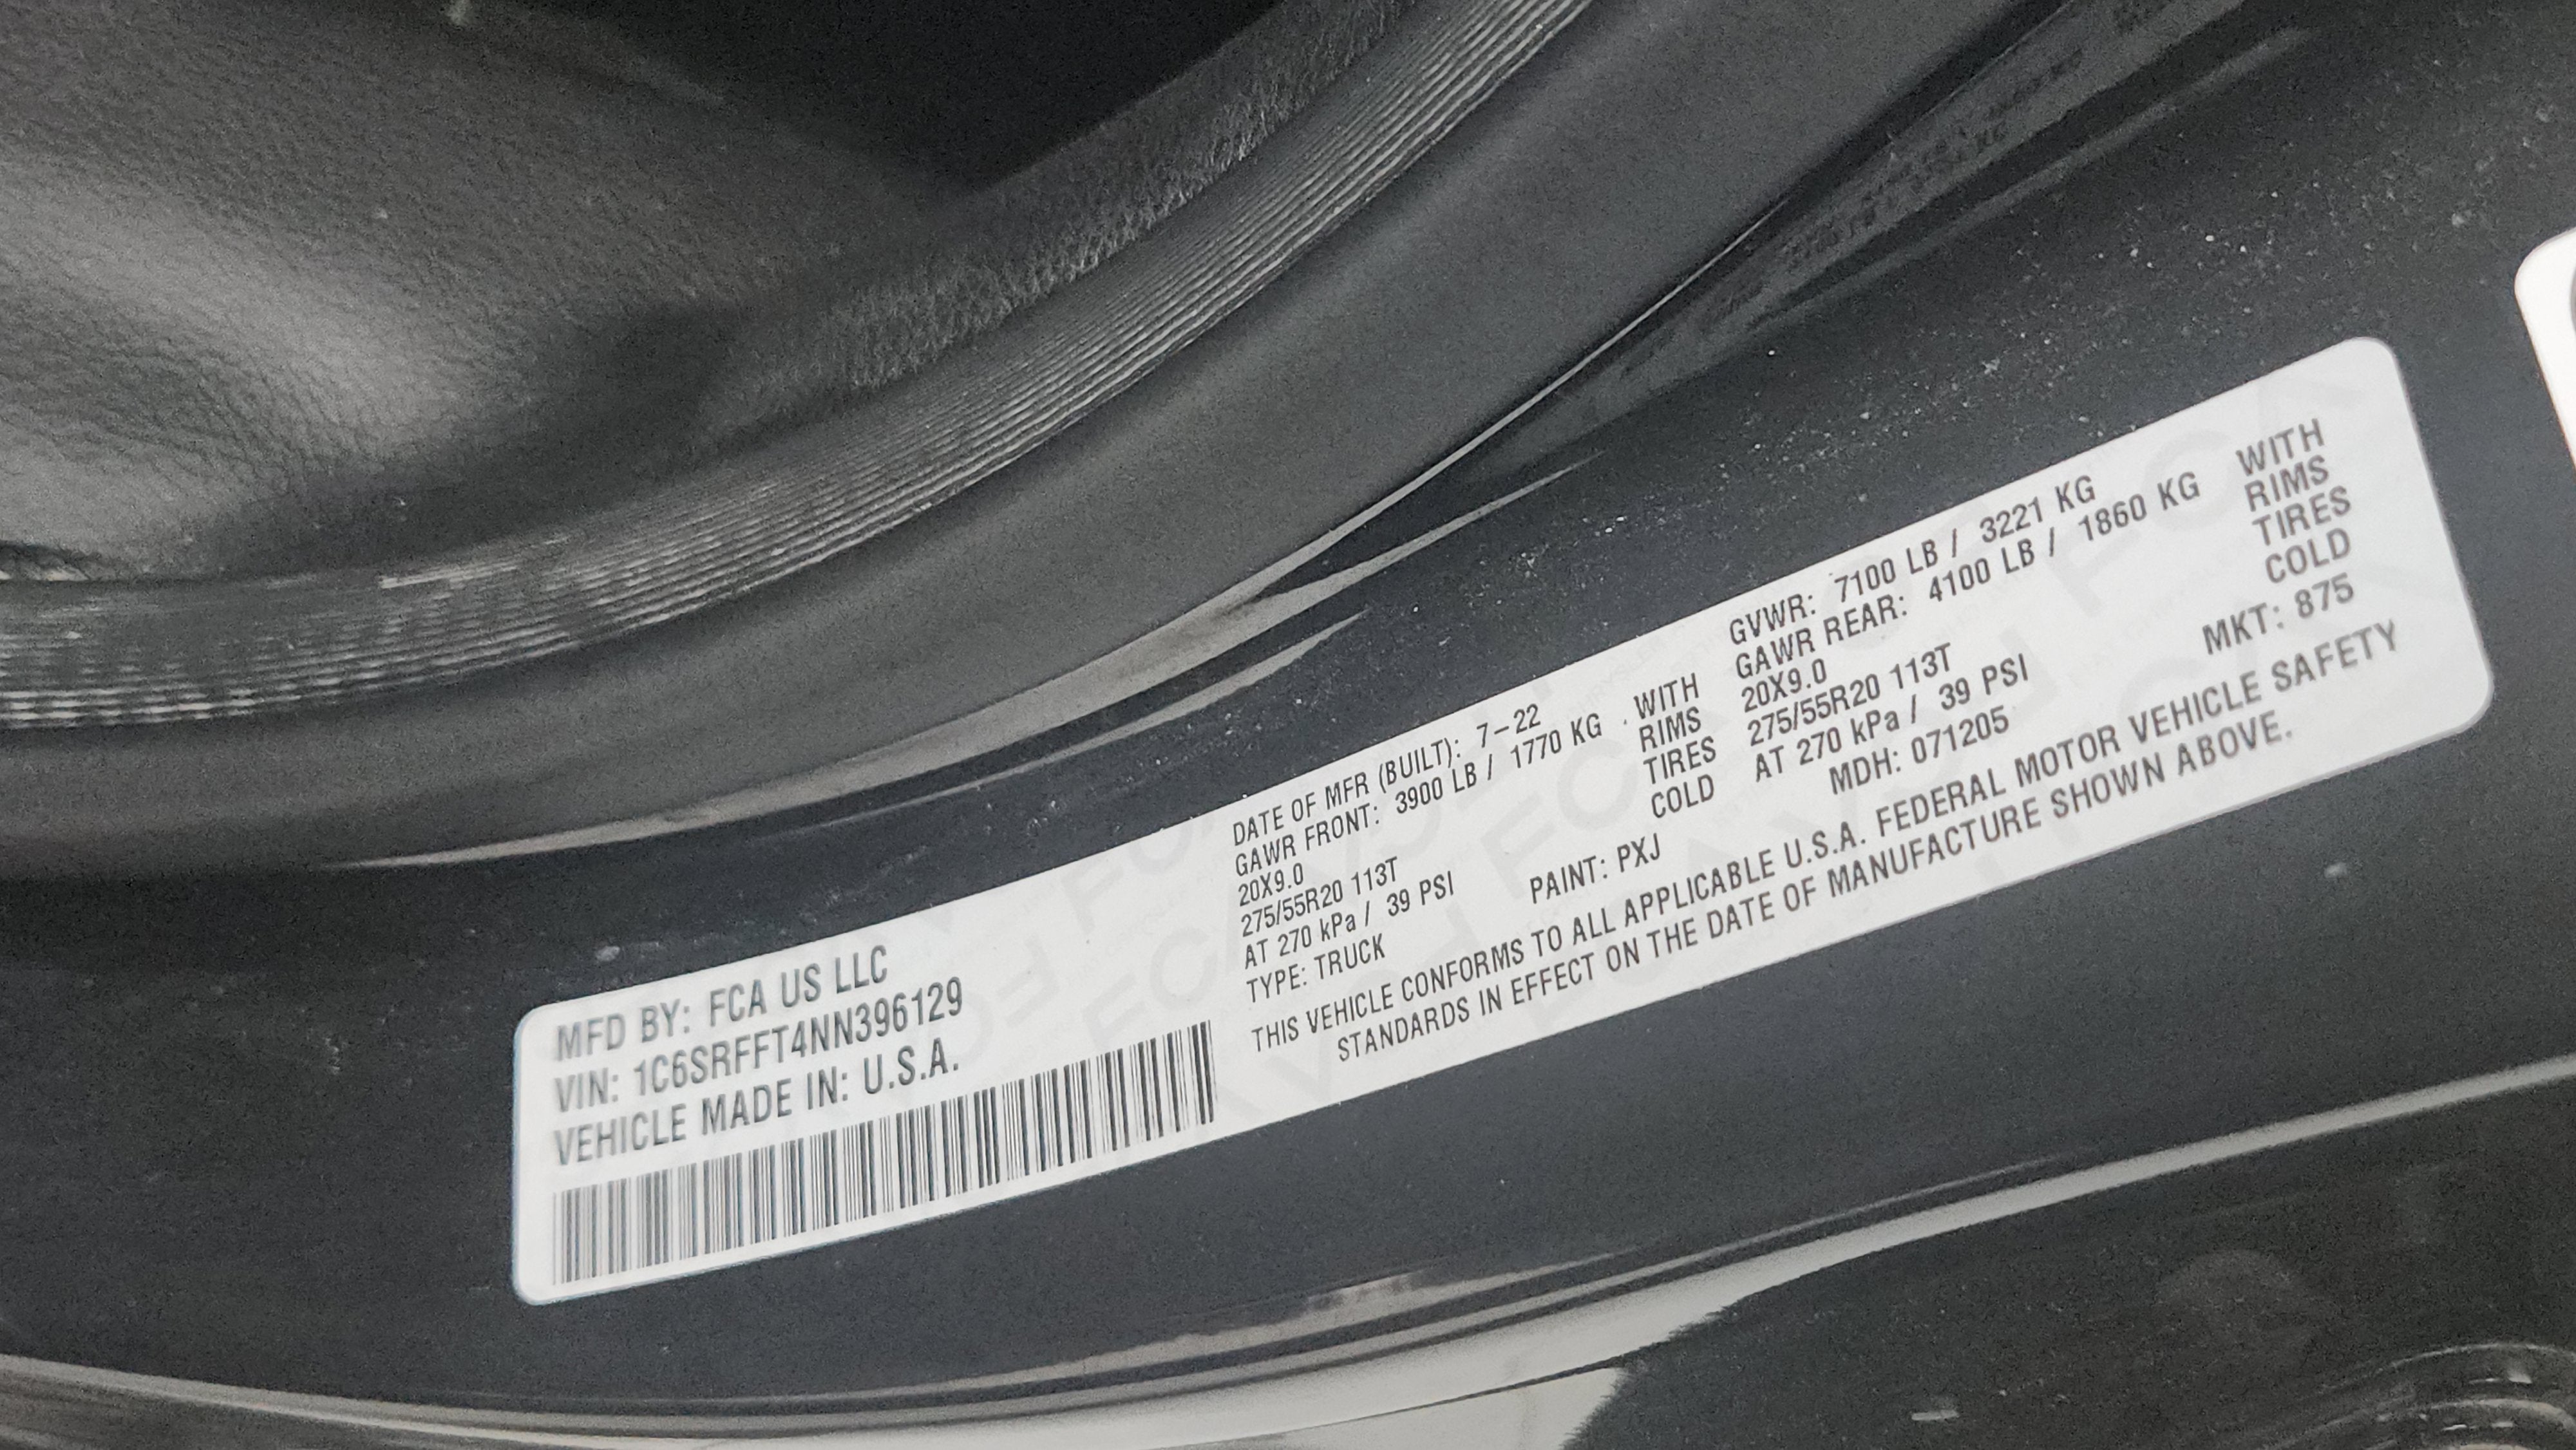 MFD BY: FCA US LLC
VIN: 1C6SRFFT4NN396129
VEHICLE MADE IN: U.S.A.
DATE OF MFR (BUILT): 7-22 GVWR: 7100 LB / 3221 KG
GAWR FRONT: 3900 LB / 1770 KG WITH GAWR REAR: 4100 LB / 1860 KG WITH
20X9.0 RIMS 20X9.0 RIMS
275/55R20 113T TIRES 275/55R20 113T TIRES
AT 270 kPa / 39 PSI COLD AT 270 kPa / 39 PSI COLD
TYPE: TRUCK PAINT: PXJ MDH: 071205 MKT: 875
THIS VEHICLE CONFORMS TO ALL APPLICABLE U.S.A. FEDERAL MOTOR VEHICLE SAFETY
STANDARDS IN EFFECT ON THE DATE OF MANUFACTURE SHOWN ABOVE.